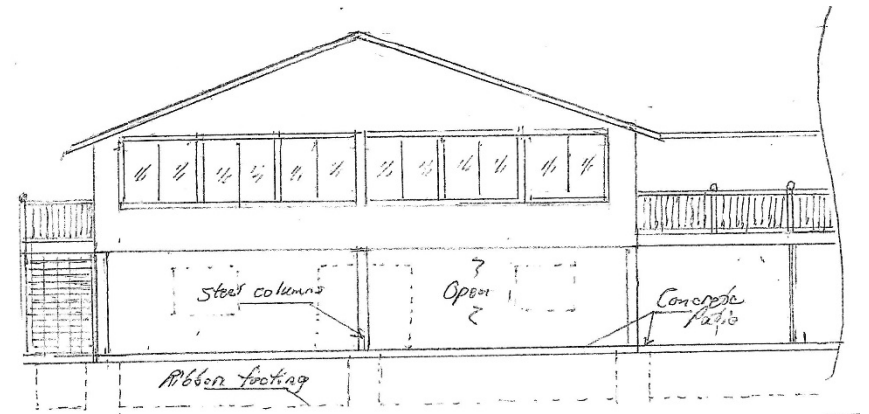 Steel columns
Open
Concrete
Patio
Ribbon footing